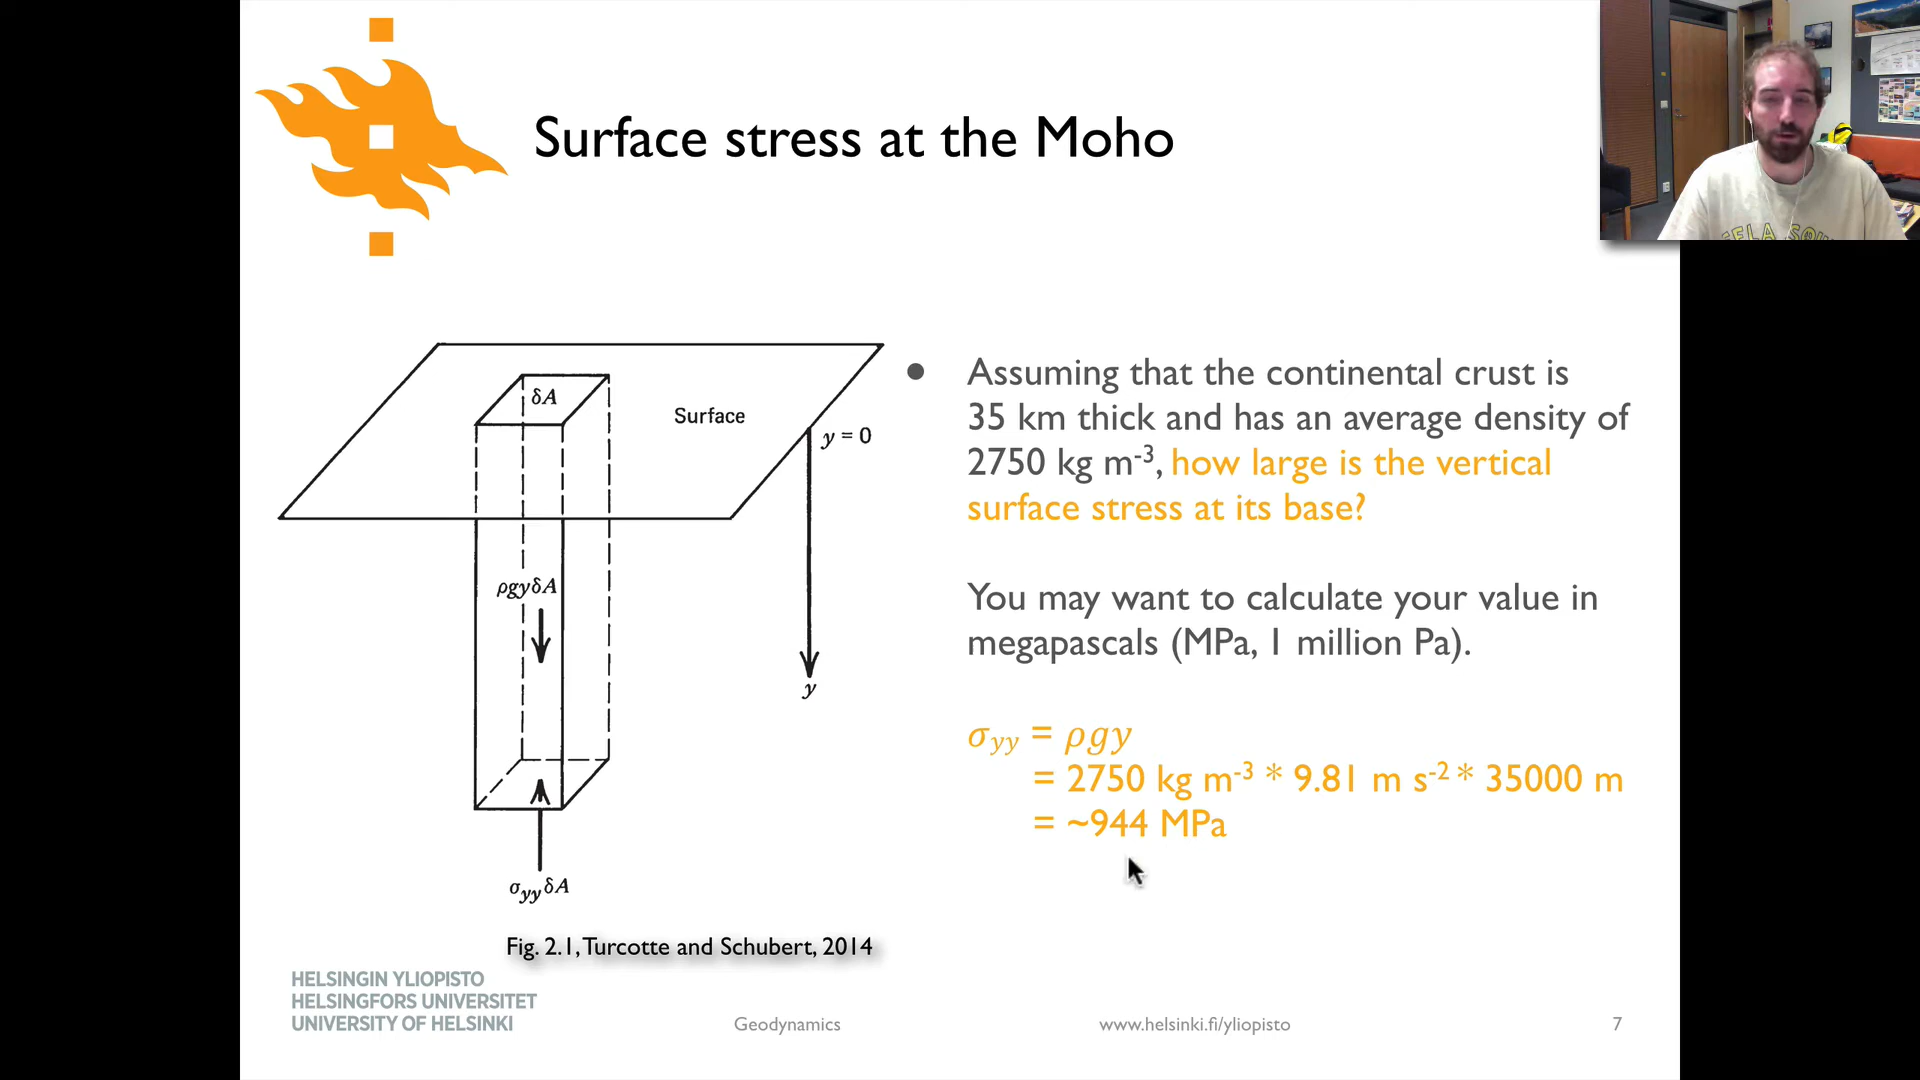 Surface stress at the Moho
δA
Surface
y = 0
ρgyδA
y
σyyδA
Fig. 2.1, Turcotte and Schubert, 2014
• Assuming that the continental crust is
35 km thick and has an average density of
2750 kg m-3, how large is the vertical
surface stress at its base?
You may want to calculate your value in
megapascals (MPa, 1 million Pa).
σyy = ρgy
= 2750 kg m-3 * 9.81 m s-2 * 35000 m
= ~944 MPa
HELSINGIN YLIOPISTO
HELSINGFORS UNIVERSITET
UNIVERSITY OF HELSINKI
Geodynamics
www.helsinki.fi/yliopisto
7